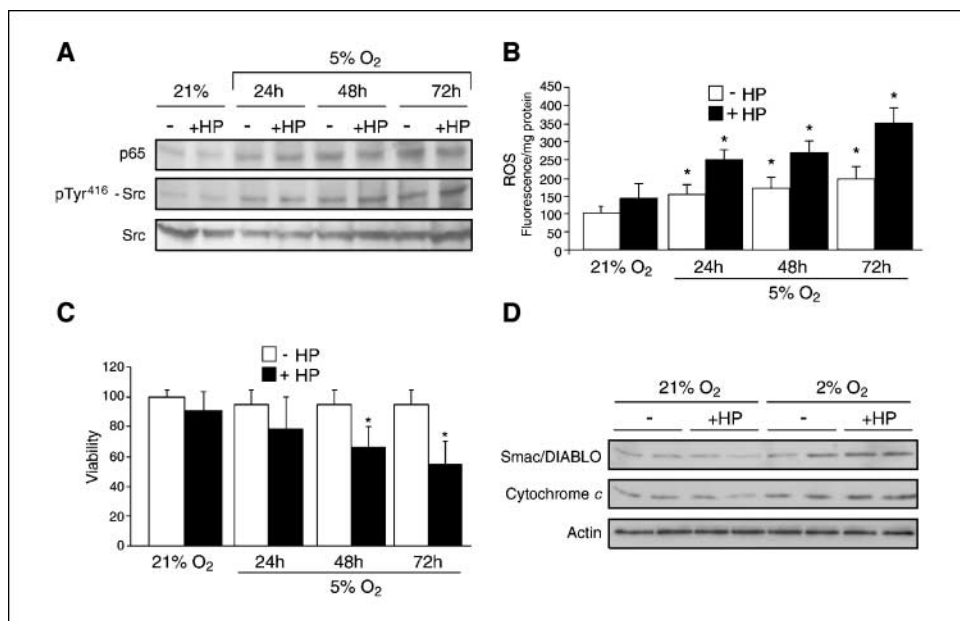 A
5% O2
21% 24h 48h 72h
- +HP - +HP - +HP - +HP
p65
pTyr416 - Src
Src
B
- HP
+ HP
ROS
Fluorescence/mg protein
450
400
350
300
250
200
150
100
50
0
* * * * * *
21% O2 24h 48h 72h
5% O2
C
- HP
+ HP
Viability
120
100
80
60
40
20
0
* *
21% O2 24h 48h 72h
5% O2
D
21% O2 2% O2
- +HP - +HP
Smac/DIABLO
Cytochrome c
Actin